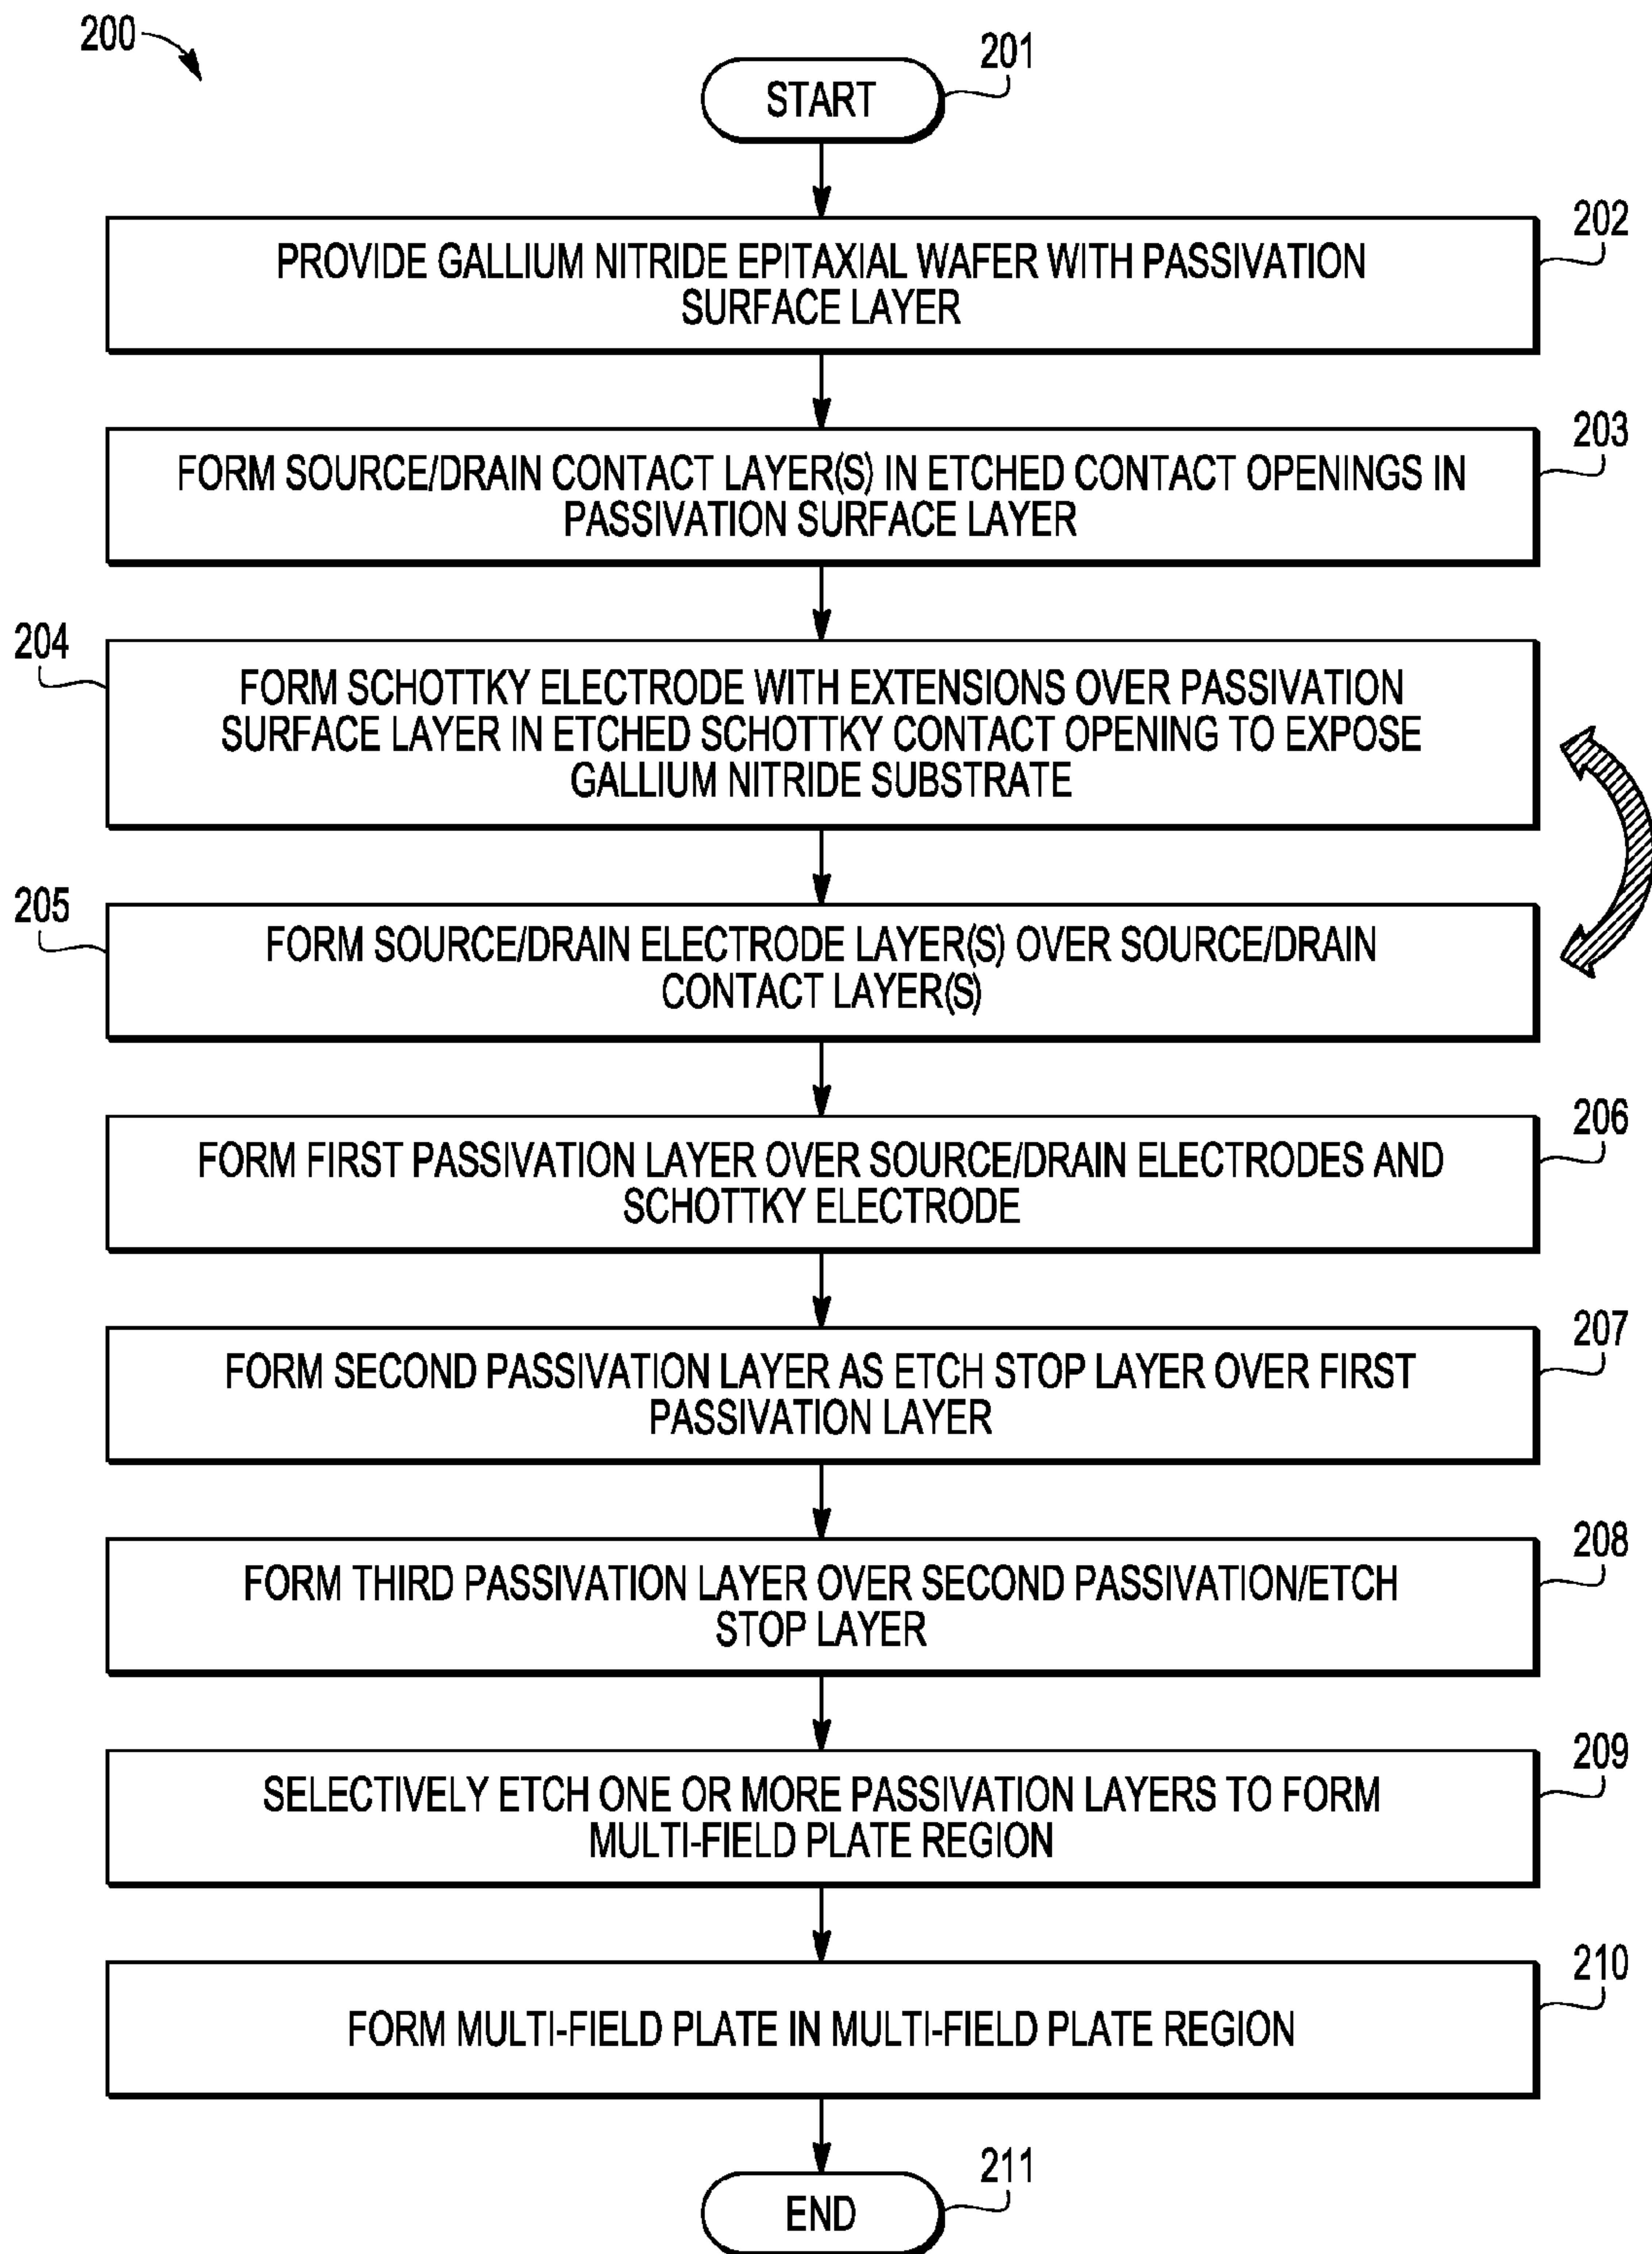 200
START
201
PROVIDE GALLIUM NITRIDE EPITAXIAL WAFER WITH PASSIVATION
SURFACE LAYER
202
FORM SOURCE/DRAIN CONTACT LAYER(S) IN ETCHED CONTACT OPENINGS IN
PASSIVATION SURFACE LAYER
203
204
FORM SCHOTTKY ELECTRODE WITH EXTENSIONS OVER PASSIVATION
SURFACE LAYER IN ETCHED SCHOTTKY CONTACT OPENING TO EXPOSE
GALLIUM NITRIDE SUBSTRATE
205
FORM SOURCE/DRAIN ELECTRODE LAYER(S) OVER SOURCE/DRAIN
CONTACT LAYER(S)
206
FORM FIRST PASSIVATION LAYER OVER SOURCE/DRAIN ELECTRODES AND
SCHOTTKY ELECTRODE
207
FORM SECOND PASSIVATION LAYER AS ETCH STOP LAYER OVER FIRST
PASSIVATION LAYER
208
FORM THIRD PASSIVATION LAYER OVER SECOND PASSIVATION/ETCH
STOP LAYER
209
SELECTIVELY ETCH ONE OR MORE PASSIVATION LAYERS TO FORM
MULTI-FIELD PLATE REGION
210
FORM MULTI-FIELD PLATE IN MULTI-FIELD PLATE REGION
211
END